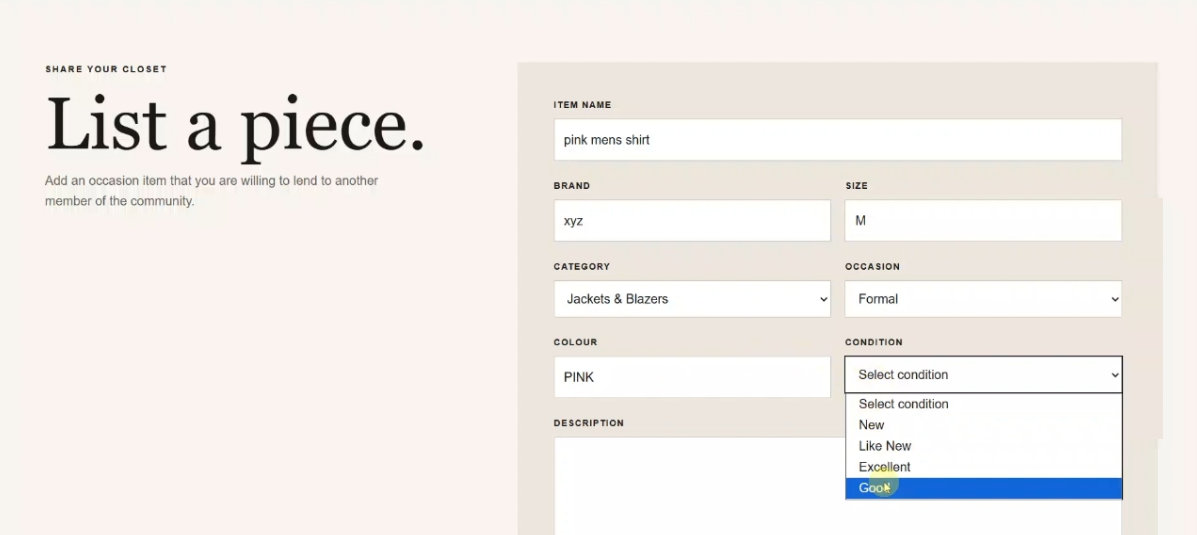 SHARE YOUR CLOSET
List a piece.
Add an occasion item that you are willing to lend to another
member of the community.
ITEM NAME
pink mens shirt
BRAND
SIZE
xyz
M
CATEGORY
OCCASION
Jackets & Blazers
Formal
COLOUR
CONDITION
PINK
Select condition
Select condition
New
Like New
Excellent
Good
DESCRIPTION